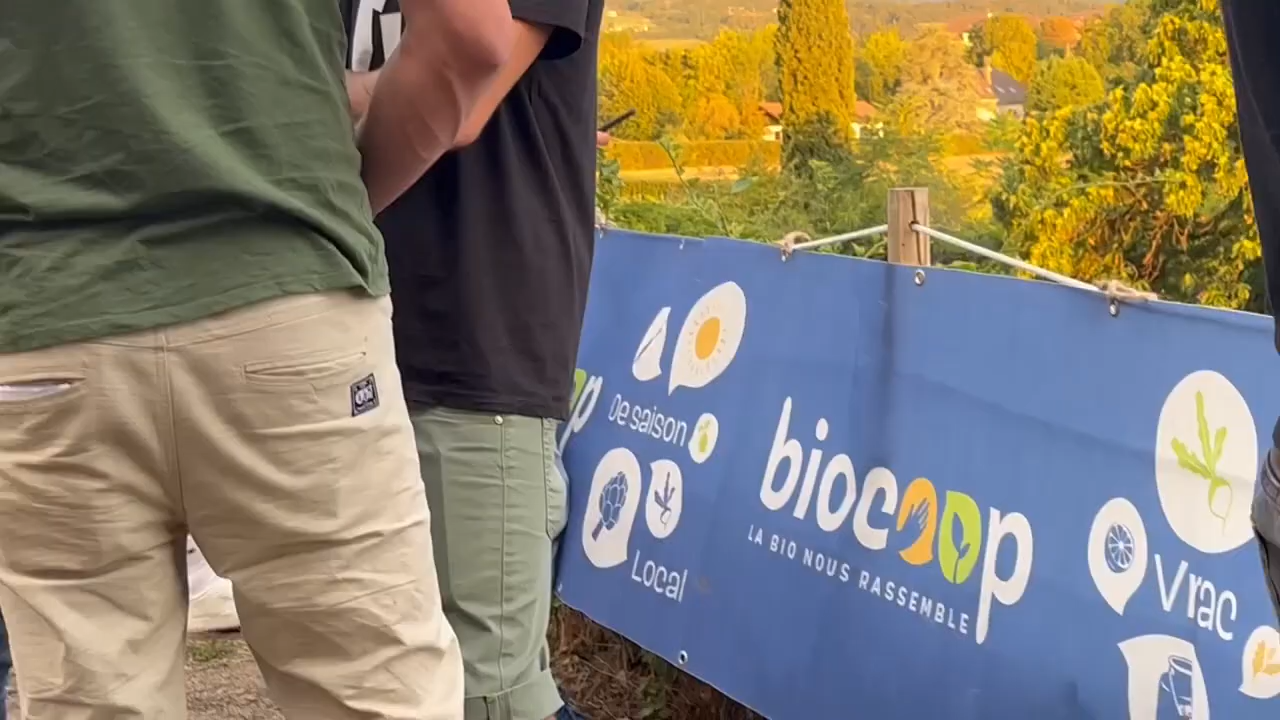 De saison
Local
biocoop
LA BIO NOUS RASSEMBLE
Vrac